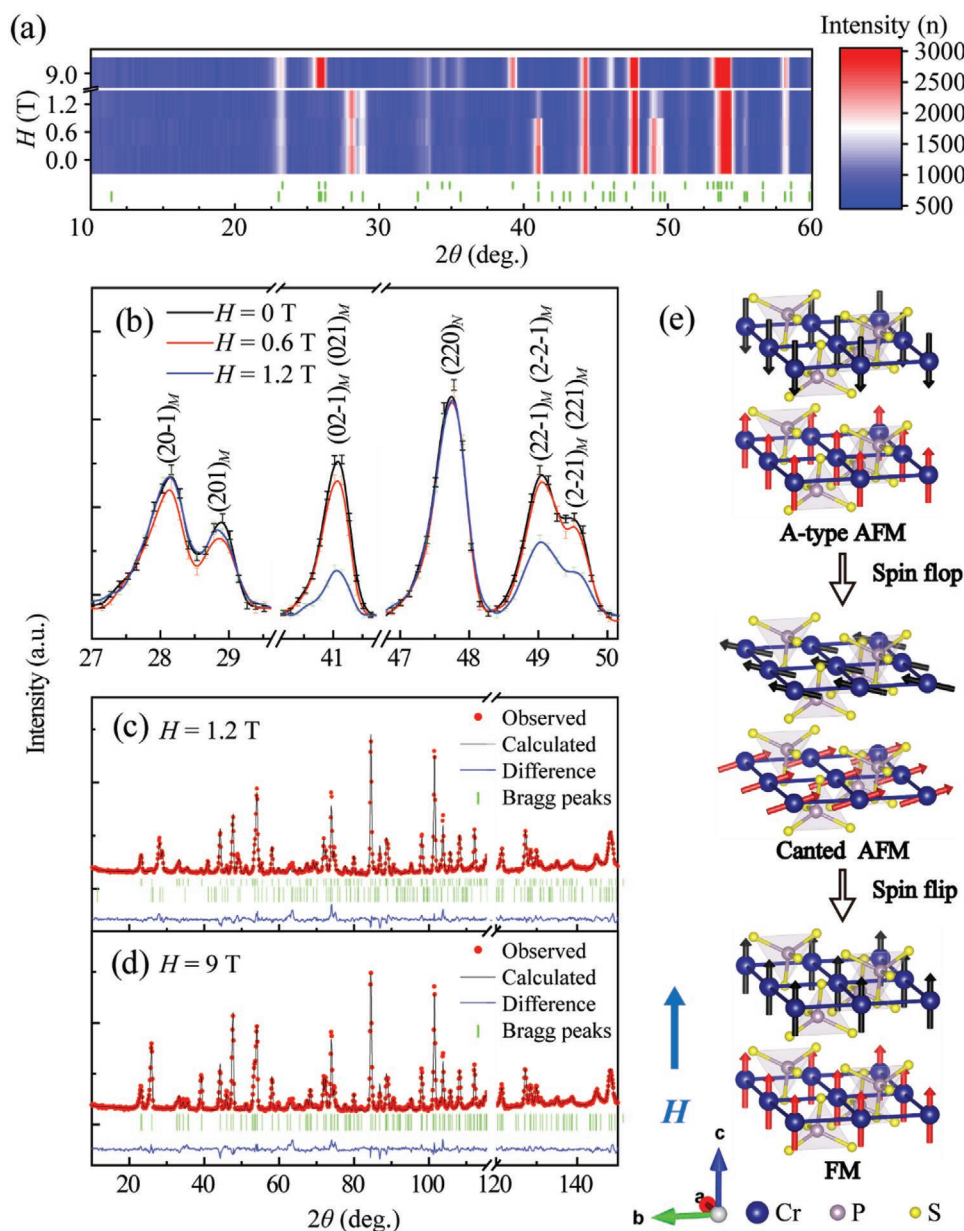 (a)
Intensity (n)
H (T)
9.0
1.2
0.6
0.0
3000
2500
2000
1500
1000
500
10 20 30 40 50 60
2θ (deg.)
(b)
H = 0 T
H = 0.6 T
H = 1.2 T
(20-1)M
(201)M
(02-1)M (021)M
(220)N
(22-1)M (2-2-1)M
(2-21)M (221)M
27 28 29 41 47 48 49 50
Intensity (a.u.)
(c) H = 1.2 T
Observed
Calculated
Difference
Bragg peaks
(d) H = 9 T
Observed
Calculated
Difference
Bragg peaks
20 40 60 80 100 120 140
2θ (deg.)
(e)
A-type AFM
Spin flop
Canted AFM
Spin flip
H
FM
c
a
b
Cr P S